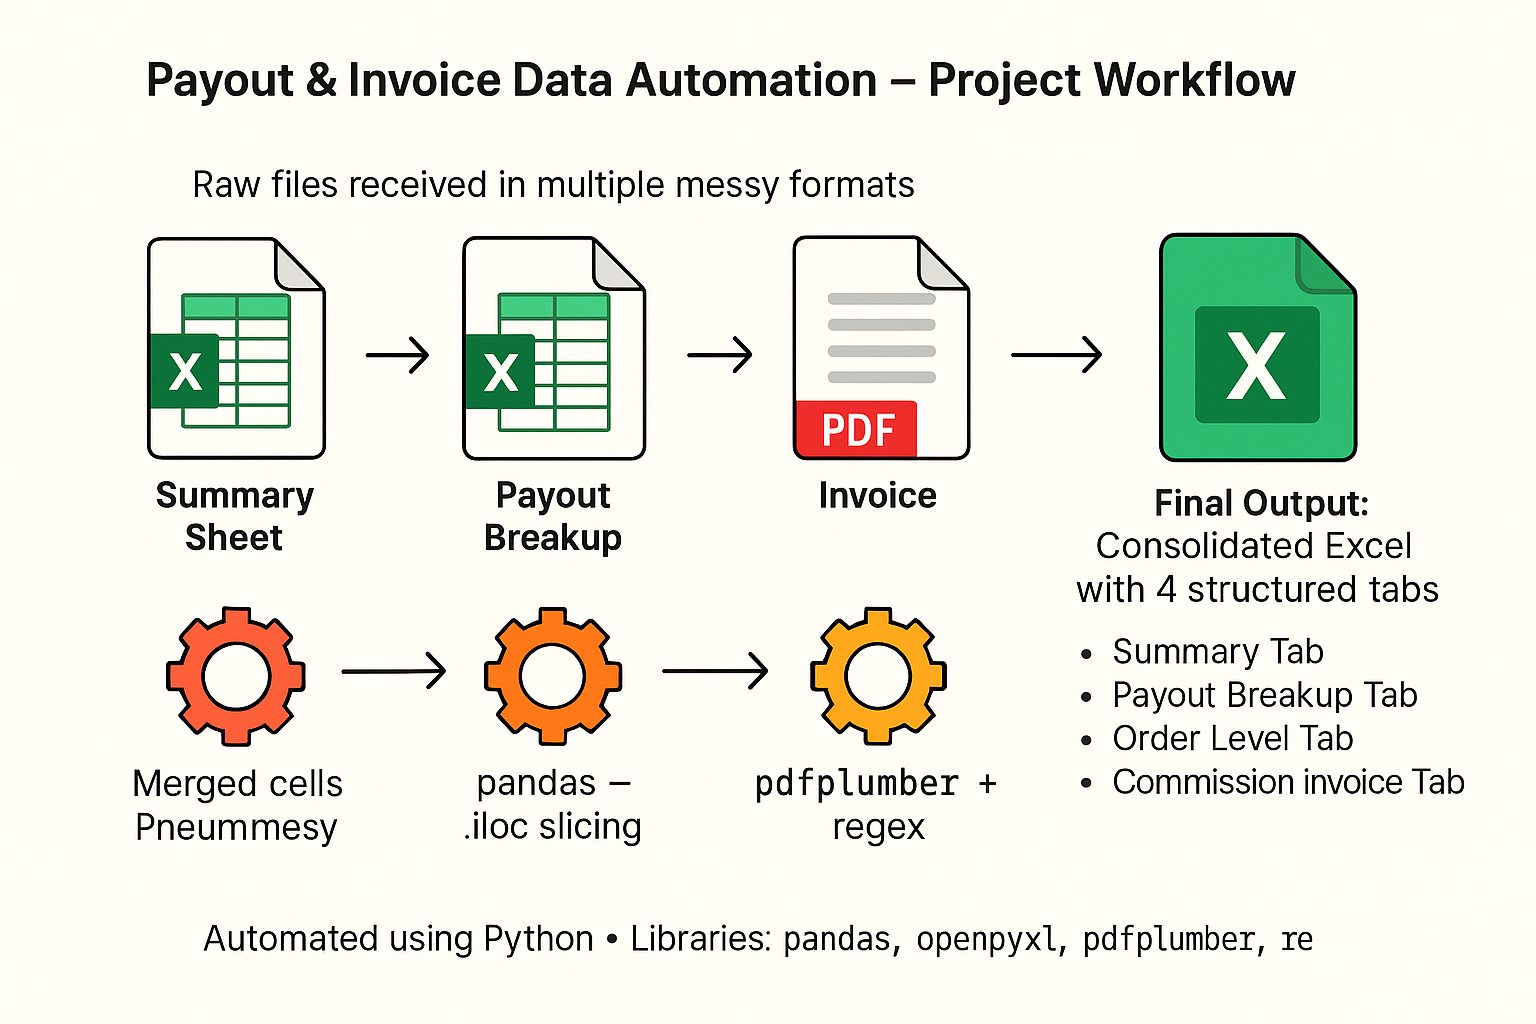 Payout & Invoice Data Automation – Project Workflow
Raw files received in multiple messy formats
X
X
PDF
X
Summary
Sheet
Payout
Breakup
Invoice
Final Output:
Consolidated Excel
with 4 structured tabs
• Summary Tab
• Payout Breakup Tab
• Order Level Tab
• Commission invoice Tab
Merged cells
Pneummesy
pandas –
.iloc slicing
pdfplumber +
regex
Automated using Python • Libraries: pandas, openpyxl, pdfplumber, re